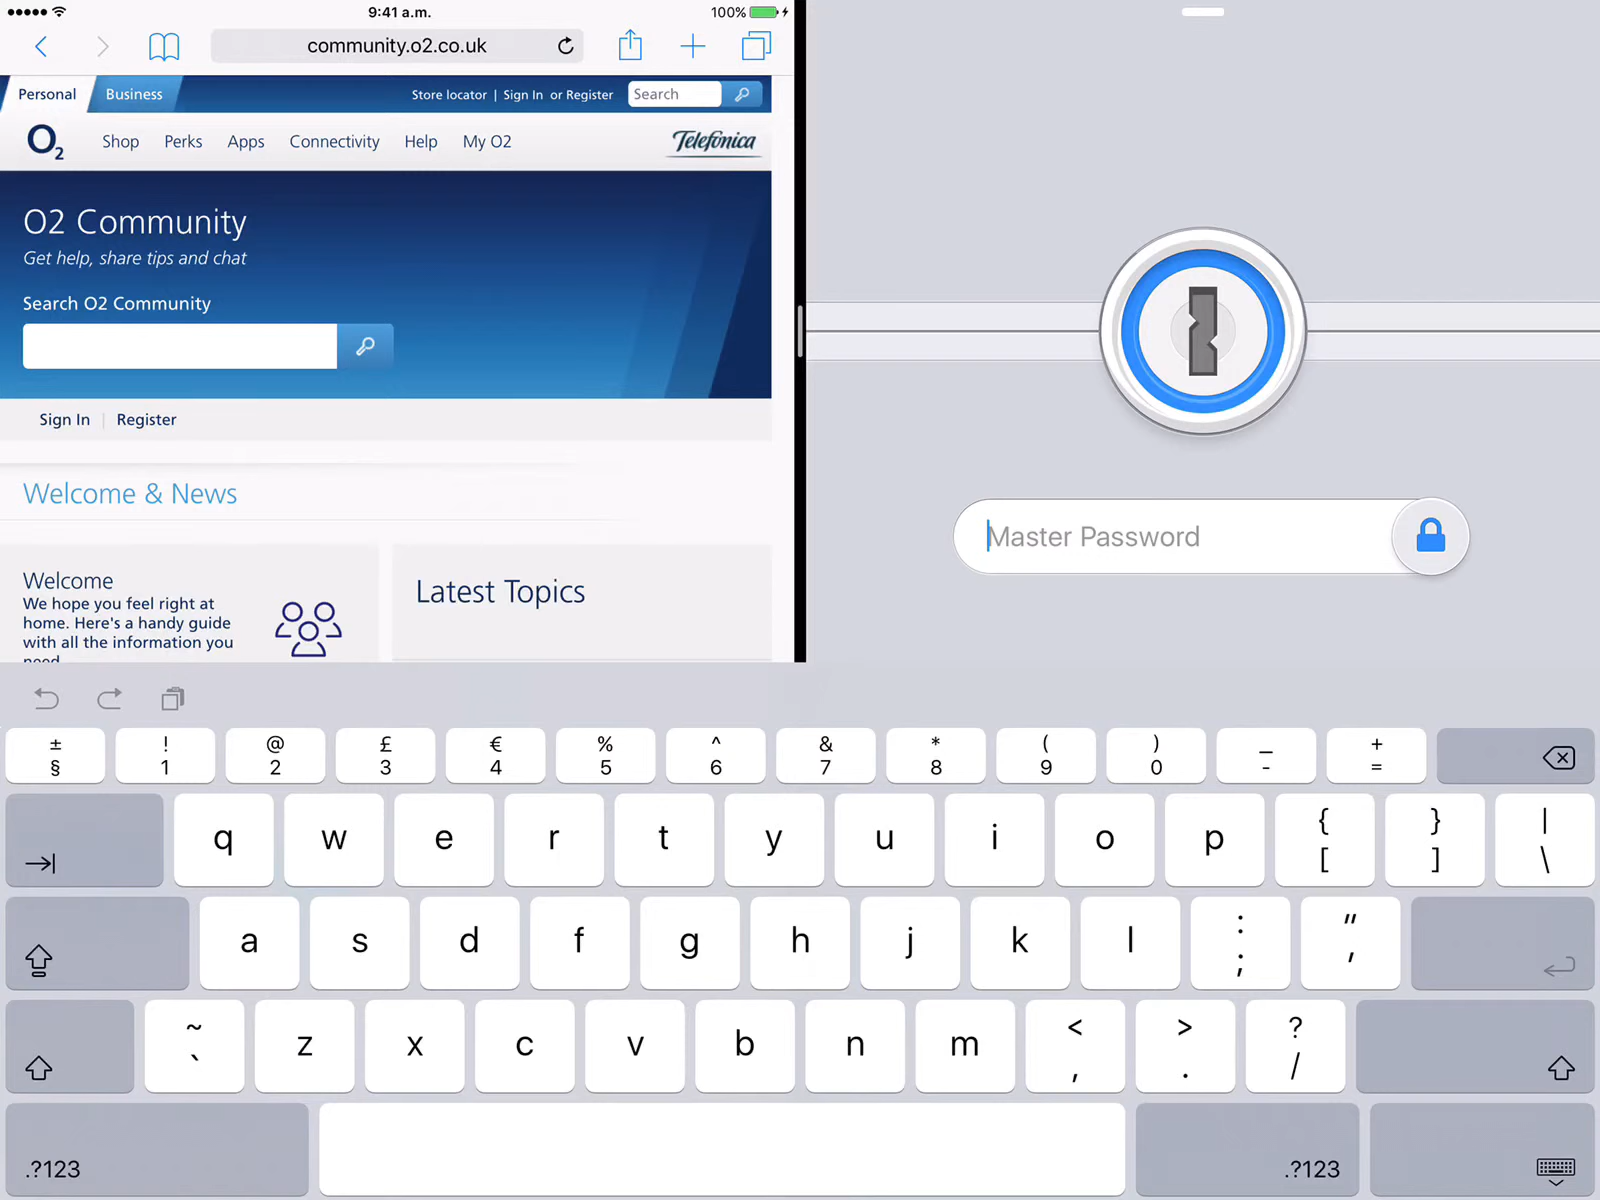 9:41 a.m.
100%
community.o2.co.uk
Personal
Business
Store locator | Sign In or Register
Search
O2
Shop
Perks
Apps
Connectivity
Help
My O2
Telefónica
O2 Community
Get help, share tips and chat
Search O2 Community
Sign In
Register
Welcome & News
Welcome
We hope you feel right at
home. Here's a handy guide
with all the information you
need
Latest Topics
Master Password
± ! @ £ € % ^ & * ( ) _ +
§ 1 2 3 4 5 6 7 8 9 0 - =
q w e r t y u i o p { } |
[ ] \
a s d f g h j k l : "
; '
~ z x c v b n m < > ?
` , . /
.?123
.?123